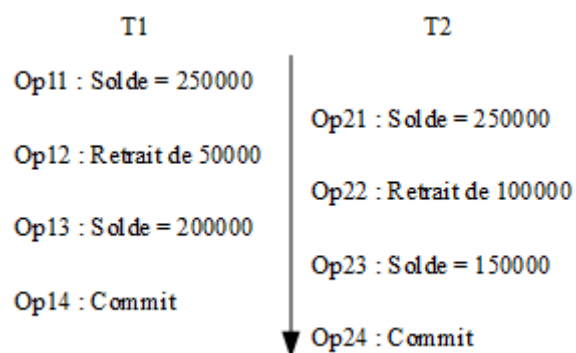 T1 T2
Op11 : Solde = 250000
Op21 : Solde = 250000
Op12 : Retrait de 50000
Op22 : Retrait de 100000
Op13 : Solde = 200000
Op23 : Solde = 150000
Op14 : Commit
Op24 : Commit